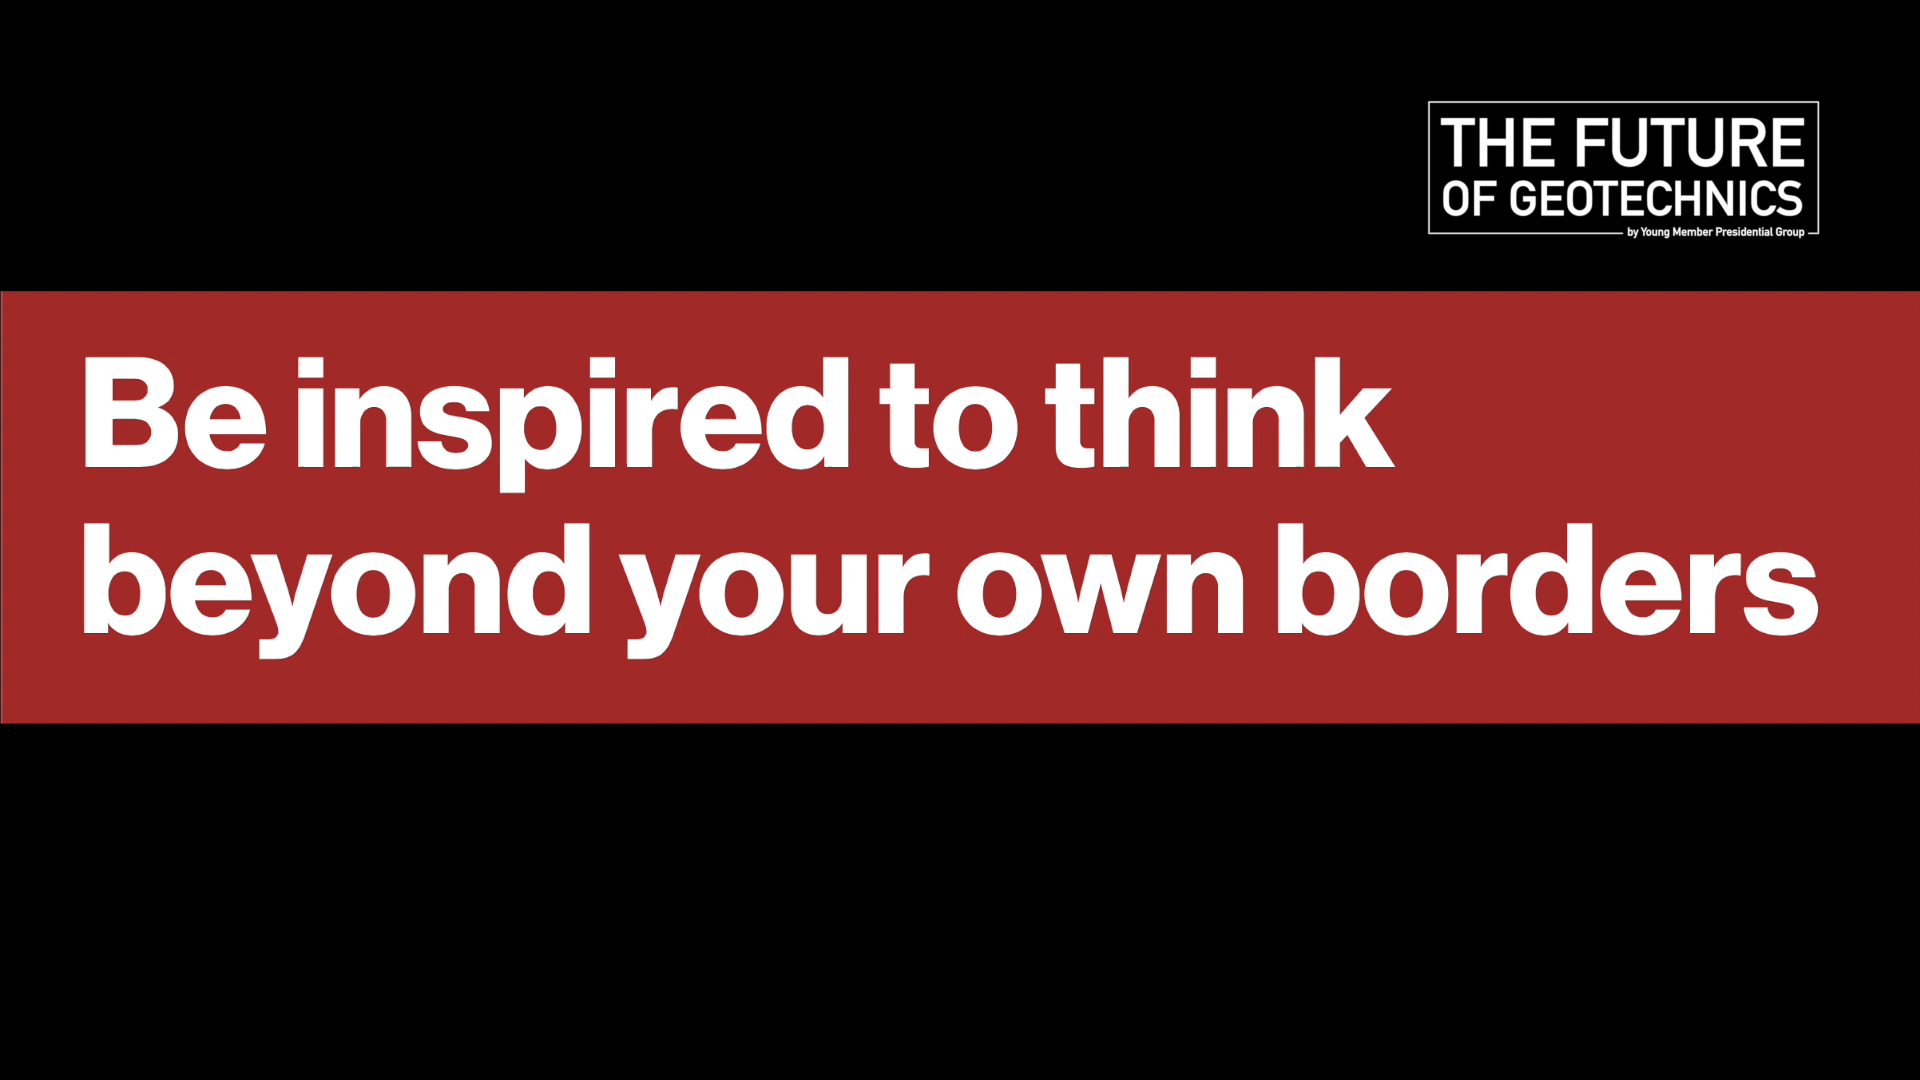 THE FUTURE
OF GEOTECHNICS
by Young Member Presidential Group
Be inspired to think
beyond your own borders